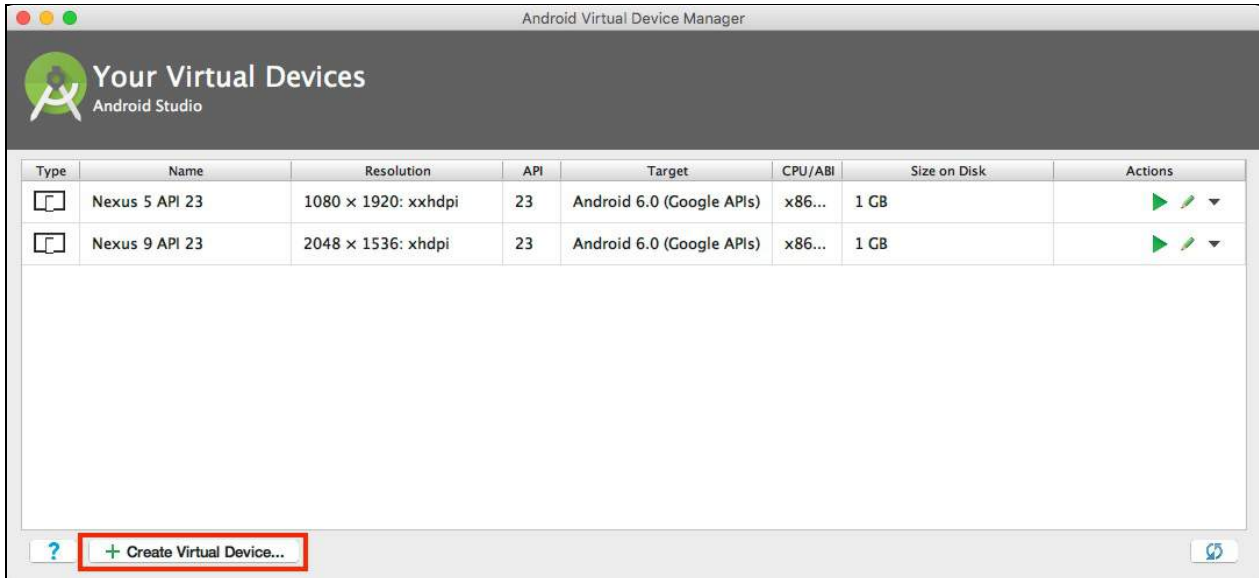 Android Virtual Device Manager
Your Virtual Devices
Android Studio
Type Name Resolution API Target CPU/ABI Size on Disk Actions
Nexus 5 API 23 1080 × 1920: xxhdpi 23 Android 6.0 (Google APIs) x86... 1 GB
Nexus 9 API 23 2048 × 1536: xhdpi 23 Android 6.0 (Google APIs) x86... 1 GB
? + Create Virtual Device...